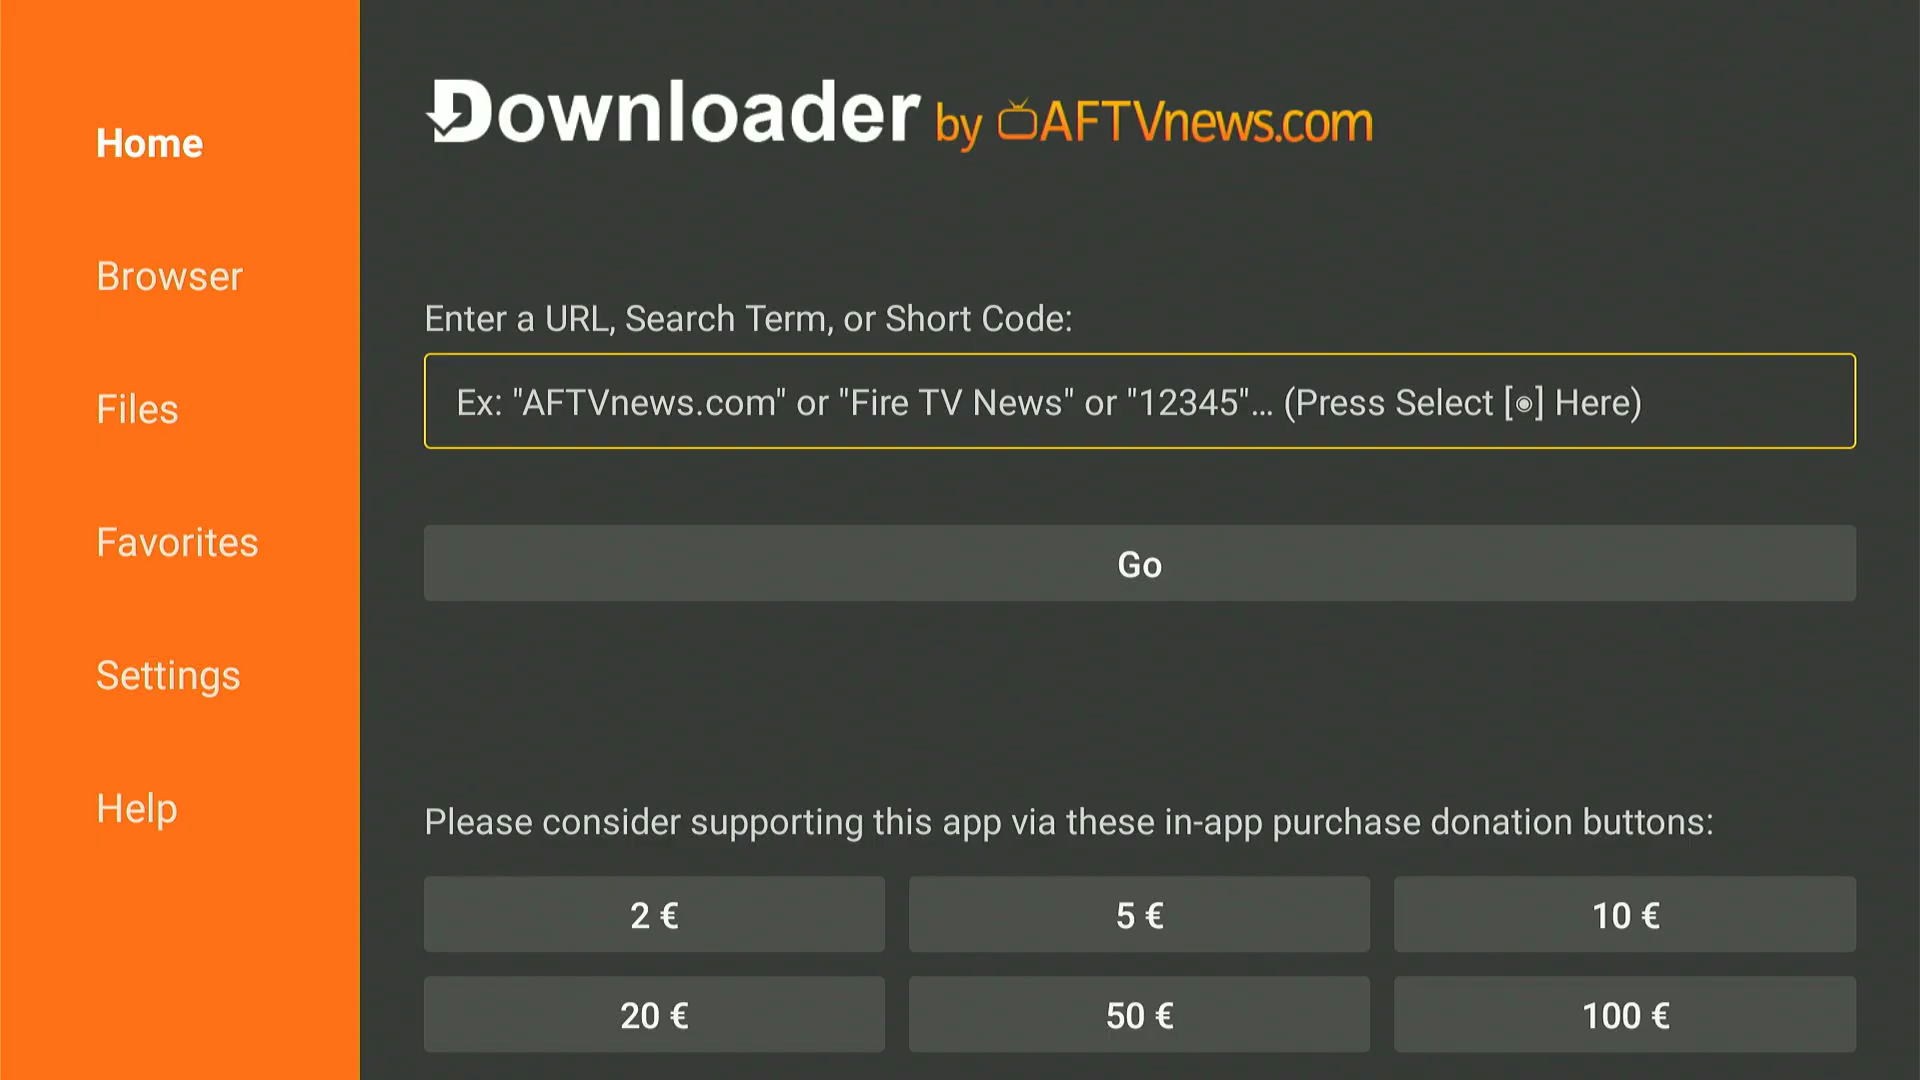 Home
Browser
Files
Favorites
Settings
Help
Downloader by AFTVnews.com
Enter a URL, Search Term, or Short Code:
Ex: "AFTVnews.com" or "Fire TV News" or "12345"... (Press Select [◉] Here)
Go
Please consider supporting this app via these in-app purchase donation buttons:
2 €
5 €
10 €
20 €
50 €
100 €